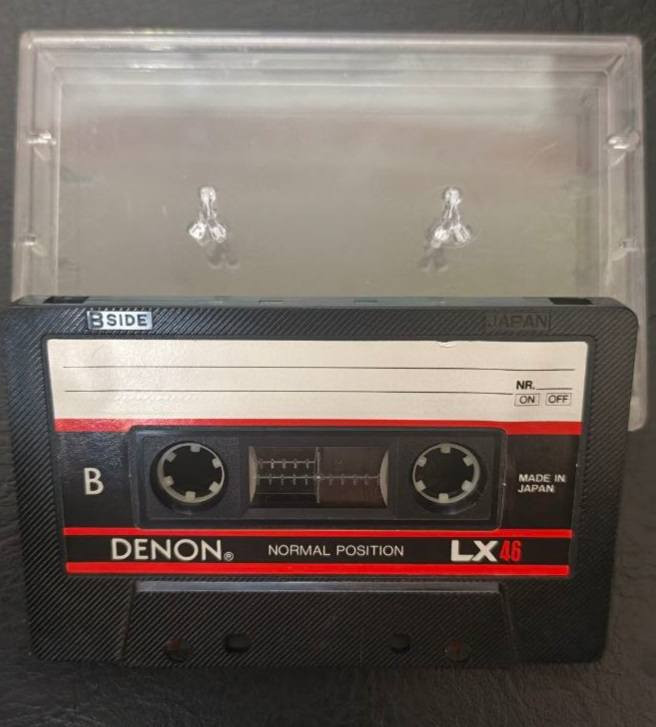 B SIDE JAPAN
NR.
ON OFF
B
MADE IN
JAPAN
DENON® NORMAL POSITION LX46